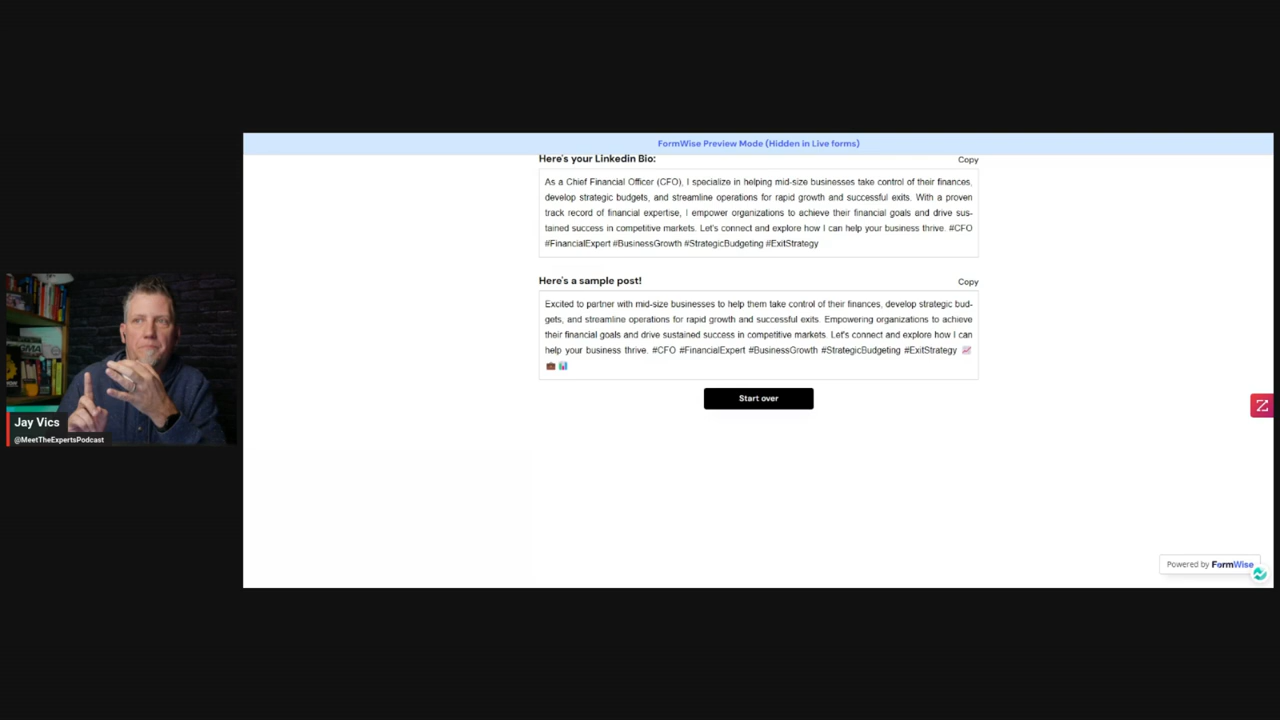 FormWise Preview Mode (Hidden in Live forms)
Here's your Linkedin Bio:
Copy
As a Chief Financial Officer (CFO), I specialize in helping mid-size businesses take control of their finances,
develop strategic budgets, and streamline operations for rapid growth and successful exits. With a proven
track record of financial expertise, I empower organizations to achieve their financial goals and drive sus-
tained success in competitive markets. Let's connect and explore how I can help your business thrive. #CFO
#FinancialExpert #BusinessGrowth #StrategicBudgeting #ExitStrategy
Here's a sample post!
Copy
Excited to partner with mid-size businesses to help them take control of their finances, develop strategic bud-
gets, and streamline operations for rapid growth and successful exits. Empowering organizations to achieve
their financial goals and drive sustained success in competitive markets. Let's connect and explore how I can
help your business thrive. #CFO #FinancialExpert #BusinessGrowth #StrategicBudgeting #ExitStrategy 📈
💼 📊
Start over
Jay Vics
@MeetTheExpertsPodcast
Powered by FormWise